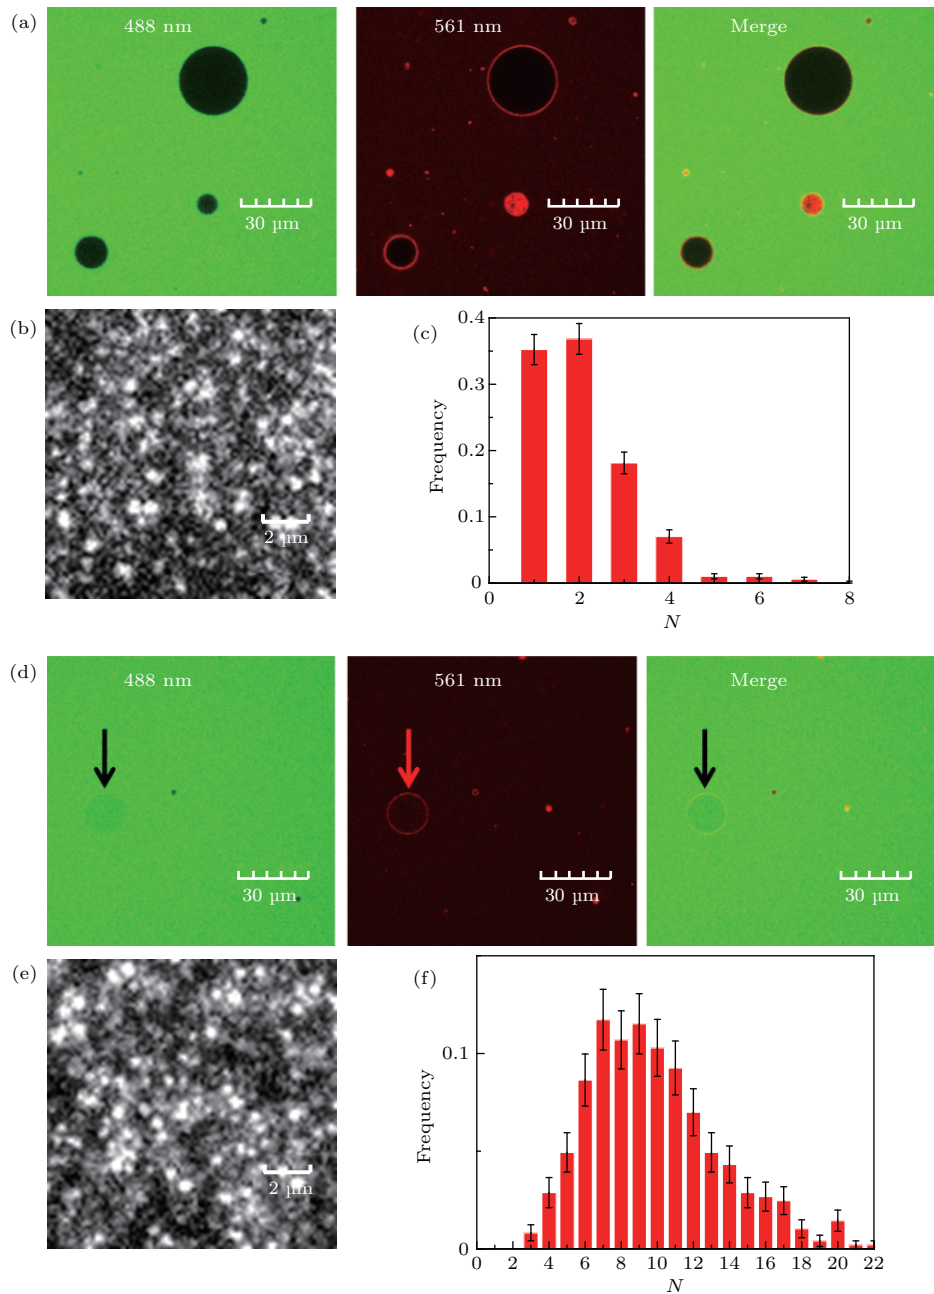 (a)
488 nm
561 nm
Merge
30 µm
30 µm
30 µm
(b)
2 µm
(c)
0.4
0.3
0.2
0.1
0
Frequency
0 2 4 6 8
N
(d)
488 nm
561 nm
Merge
30 µm
30 µm
30 µm
(e)
2 µm
(f)
0.1
0
Frequency
0 2 4 6 8 10 12 14 16 18 20 22
N